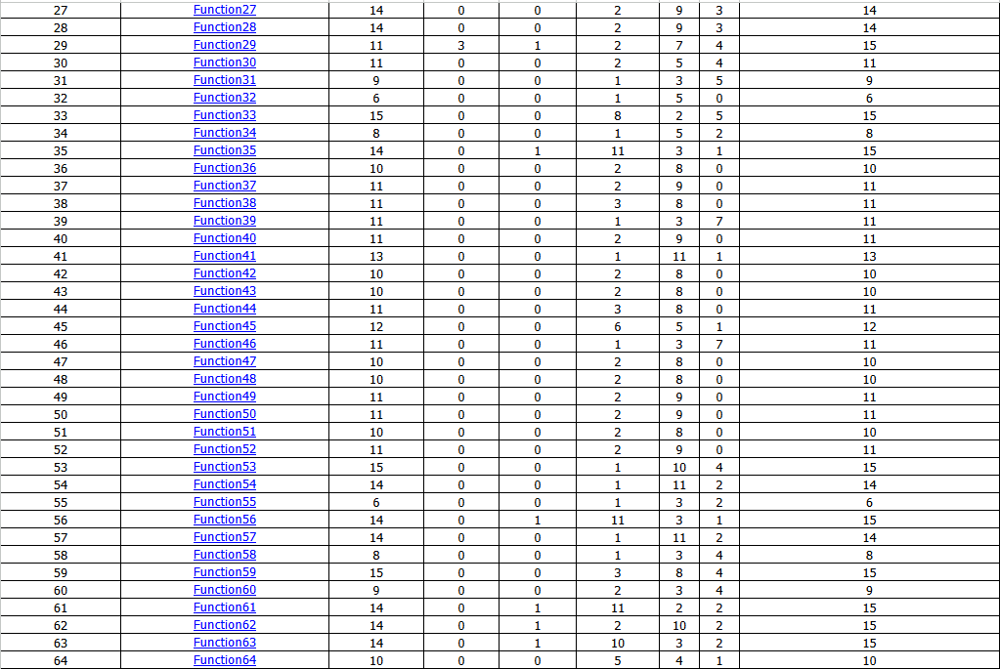 27 Function27 14 0 0 2 9 3 14
28 Function28 14 0 0 2 9 3 14
29 Function29 11 3 1 2 7 4 15
30 Function30 11 0 0 2 5 4 11
31 Function31 9 0 0 1 3 5 9
32 Function32 6 0 0 1 5 0 6
33 Function33 15 0 0 8 2 5 15
34 Function34 8 0 0 1 5 2 8
35 Function35 14 0 1 11 3 1 15
36 Function36 10 0 0 2 8 0 10
37 Function37 11 0 0 2 9 0 11
38 Function38 11 0 0 3 8 0 11
39 Function39 11 0 0 1 3 7 11
40 Function40 11 0 0 2 9 0 11
41 Function41 13 0 0 1 11 1 13
42 Function42 10 0 0 2 8 0 10
43 Function43 10 0 0 2 8 0 10
44 Function44 11 0 0 3 8 0 11
45 Function45 12 0 0 6 5 1 12
46 Function46 11 0 0 1 3 7 11
47 Function47 10 0 0 2 8 0 10
48 Function48 10 0 0 2 8 0 10
49 Function49 11 0 0 2 9 0 11
50 Function50 11 0 0 2 9 0 11
51 Function51 10 0 0 2 8 0 10
52 Function52 11 0 0 2 9 0 11
53 Function53 15 0 0 1 10 4 15
54 Function54 14 0 0 1 11 2 14
55 Function55 6 0 0 1 3 2 6
56 Function56 14 0 1 11 3 1 15
57 Function57 14 0 0 1 11 2 14
58 Function58 8 0 0 1 3 4 8
59 Function59 15 0 0 3 8 4 15
60 Function60 9 0 0 2 3 4 9
61 Function61 14 0 1 11 2 2 15
62 Function62 14 0 1 2 10 2 15
63 Function63 14 0 1 10 3 2 15
64 Function64 10 0 0 5 4 1 10